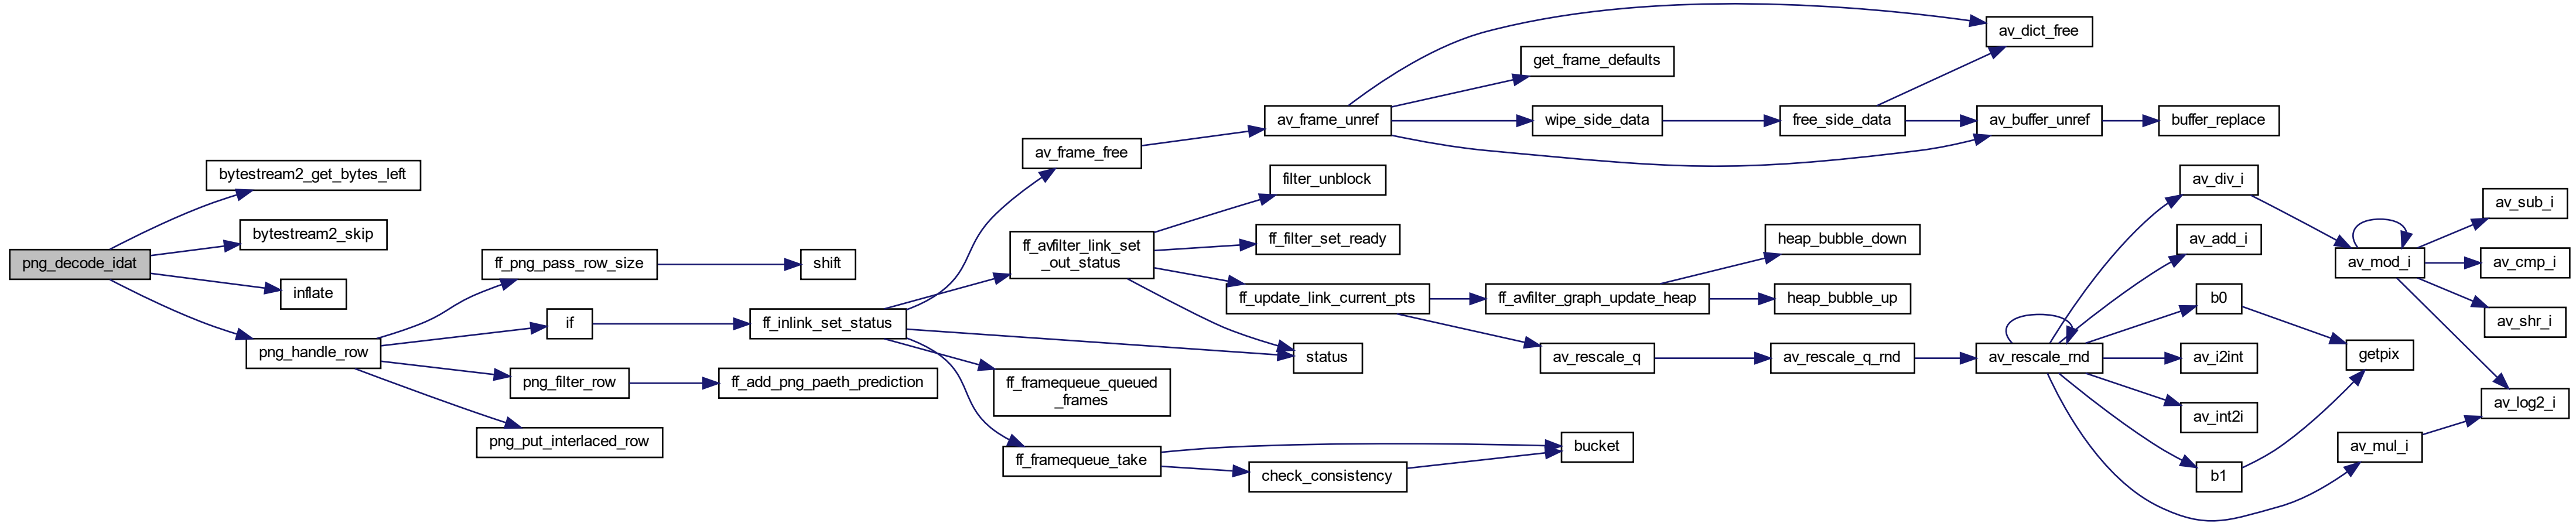 png_decode_idat
bytestream2_get_bytes_left
bytestream2_skip
inflate
png_handle_row
ff_png_pass_row_size
if
png_filter_row
png_put_interlaced_row
shift
ff_inlink_set_status
ff_add_png_paeth_prediction
av_frame_free
ff_avfilter_link_set
_out_status
ff_framequeue_queued
_frames
ff_framequeue_take
av_frame_unref
filter_unblock
ff_filter_set_ready
ff_update_link_current_pts
status
check_consistency
get_frame_defaults
wipe_side_data
ff_avfilter_graph_update_heap
av_rescale_q
bucket
free_side_data
heap_bubble_down
heap_bubble_up
av_rescale_q_rnd
av_dict_free
av_buffer_unref
av_rescale_rnd
buffer_replace
av_div_i
av_add_i
b0
av_i2int
av_int2i
b1
av_mod_i
getpix
av_mul_i
av_sub_i
av_cmp_i
av_shr_i
av_log2_i